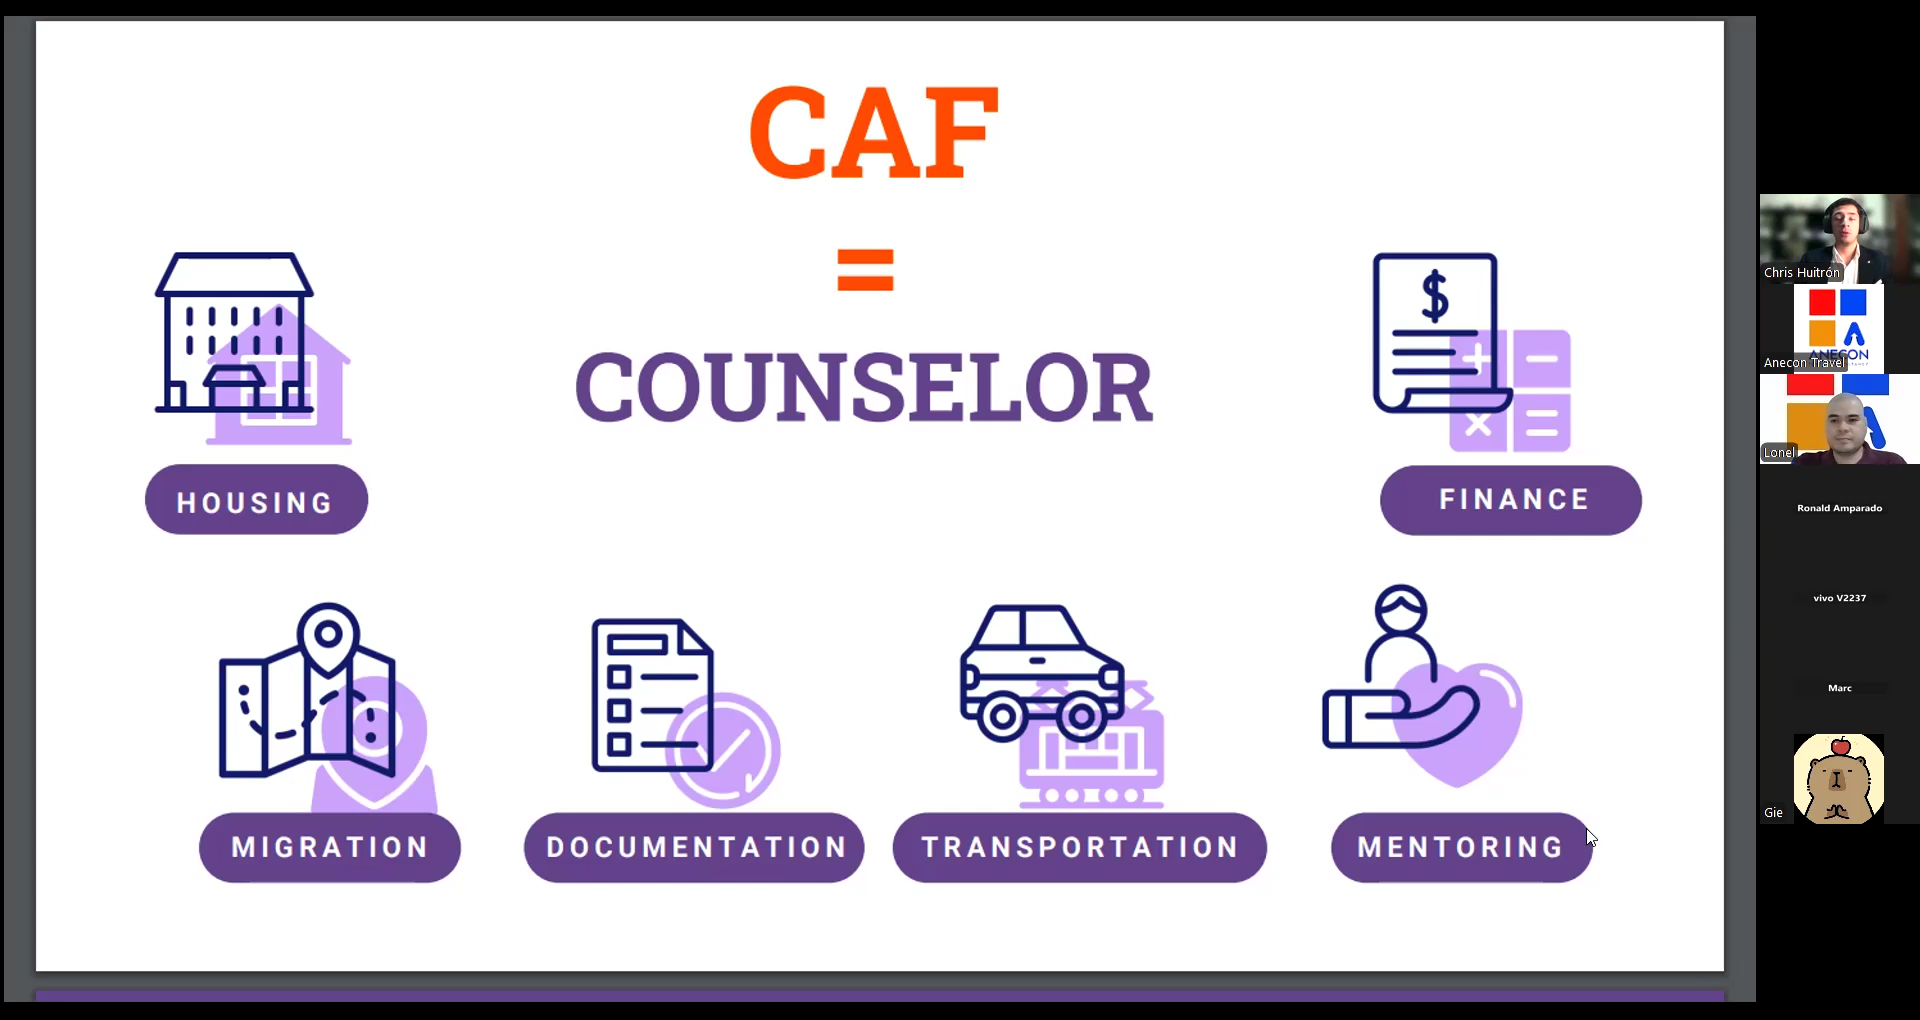 CAF
=
COUNSELOR
HOUSING
$
FINANCE
MIGRATION
DOCUMENTATION
TRANSPORTATION
MENTORING
Chris Huitrón
ANECON
Anecon Travel
Lonel
Ronald Amparado
vivo V2237
Marc
Gie